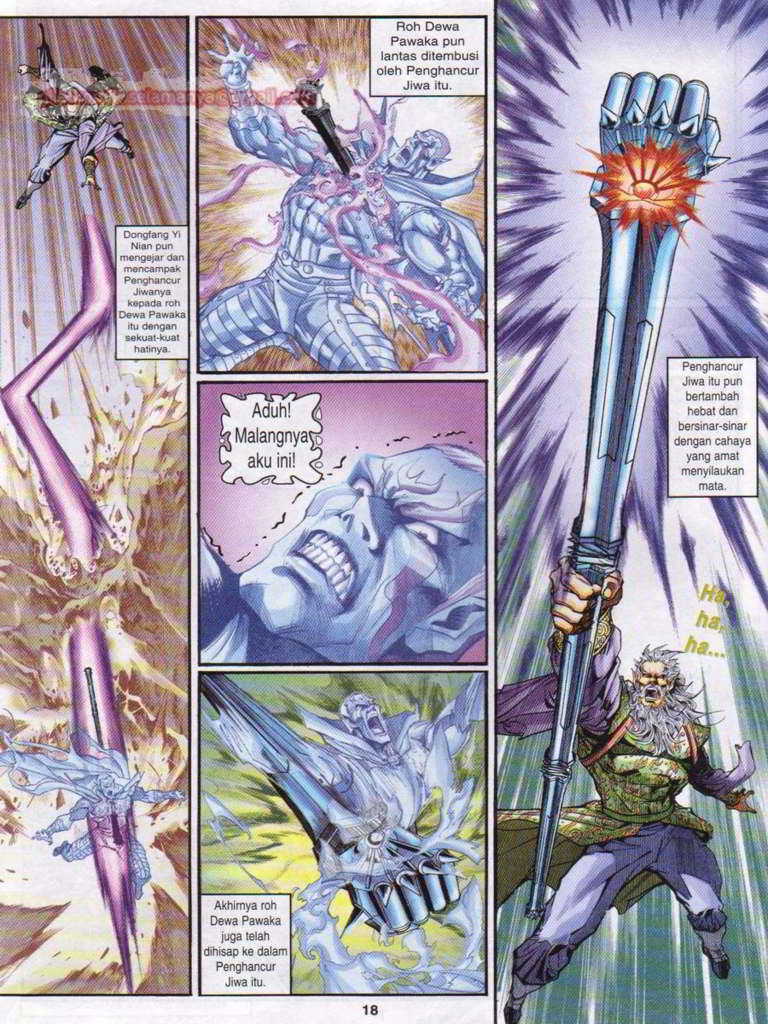 Dongfang Yi
Nian pun
mengejar dan
mencampak
Penghancur
Jiwanya
kepada roh
Dewa Pawaka
itu dengan
sekuat-kuat
hatinya.
Roh Dewa
Pawaka pun
lantas ditembusi
oleh Penghancur
Jiwa itu.
Aduh!
Malangnya
aku ini!
Akhirnya roh
Dewa Pawaka
juga telah
dihisap ke dalam
Penghancur
Jiwa itu.
Penghancur
Jiwa itu pun
bertambah
hebat dan
bersinar-sinar
dengan cahaya
yang amat
menyilaukan
mata.
Ha,
ha,
ha...
18